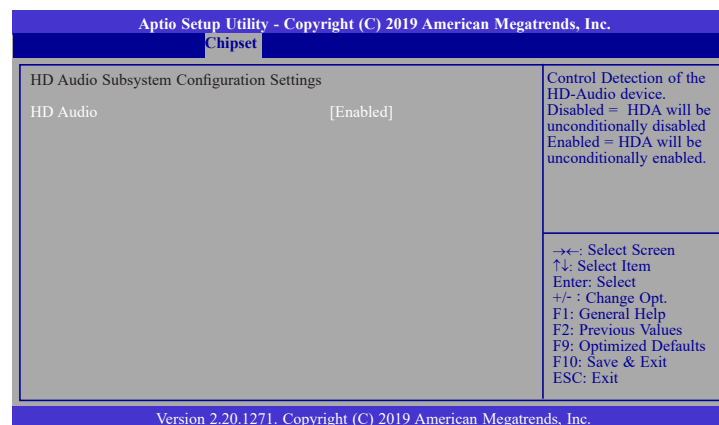 Aptio Setup Utility - Copyright (C) 2019 American Megatrends, Inc.
Chipset
HD Audio Subsystem Configuration Settings
HD Audio [Enabled]
Control Detection of the
HD-Audio device.
Disabled = HDA will be
unconditionally disabled
Enabled = HDA will be
unconditionally enabled.
→←: Select Screen
↑↓: Select Item
Enter: Select
+/- : Change Opt.
F1: General Help
F2: Previous Values
F9: Optimized Defaults
F10: Save & Exit
ESC: Exit
Version 2.20.1271. Copyright (C) 2019 American Megatrends, Inc.